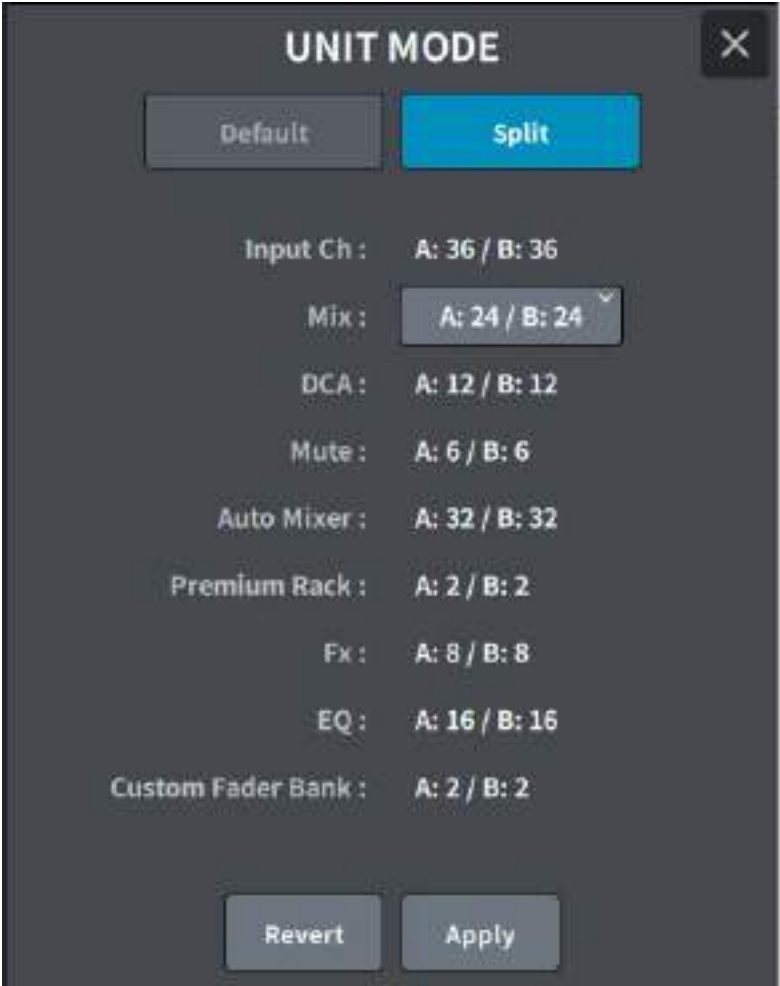 UNIT MODE
Default Split
Input Ch : A: 36 / B: 36
Mix : A: 24 / B: 24
DCA : A: 12 / B: 12
Mute : A: 6 / B: 6
Auto Mixer : A: 32 / B: 32
Premium Rack : A: 2 / B: 2
Fx : A: 8 / B: 8
EQ : A: 16 / B: 16
Custom Fader Bank : A: 2 / B: 2
Revert Apply